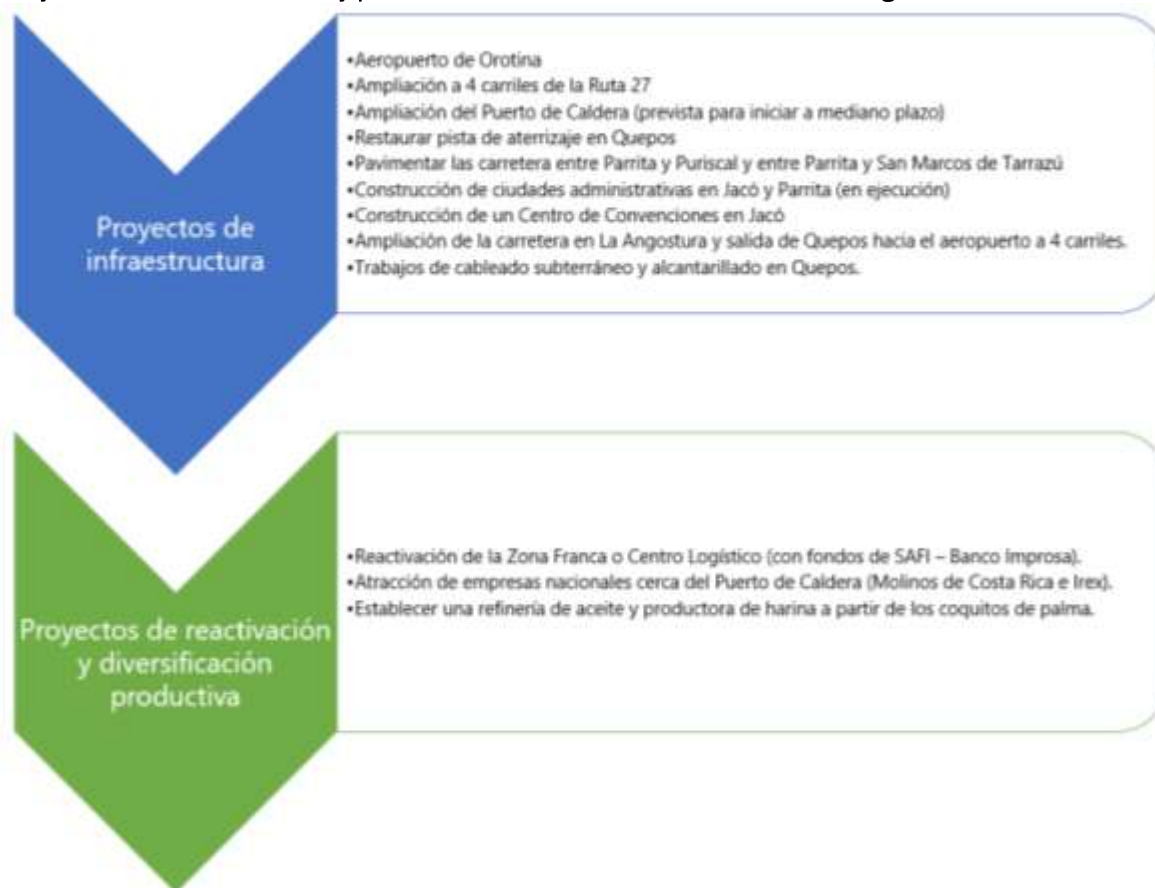 •Aeropuerto de Orotina
•Ampliación a 4 carriles de la Ruta 27
•Ampliación del Puerto de Caldera (prevista para iniciar a mediano plazo)
•Restaurar pista de aterrizaje en Quepos
•Pavimentar las carretera entre Parrita y Puriscal y entre Parrita y San Marcos de Tarrazú
•Construcción de ciudades administrativas en Jacó y Parrita (en ejecución)
•Construcción de un Centro de Convenciones en Jacó
•Ampliación de la carretera en La Angostura y salida de Quepos hacia el aeropuerto a 4 carriles.
•Trabajos de cableado subterráneo y alcantarillado en Quepos.
Proyectos de
infraestructura
•Reactivación de la Zona Franca o Centro Logístico (con fondos de SAFI – Banco Improsa).
•Atracción de empresas nacionales cerca del Puerto de Caldera (Molinos de Costa Rica e Irex).
•Establecer una refinería de aceite y productora de harina a partir de los coquitos de palma.
Proyectos de reactivación
y diversificación
productiva